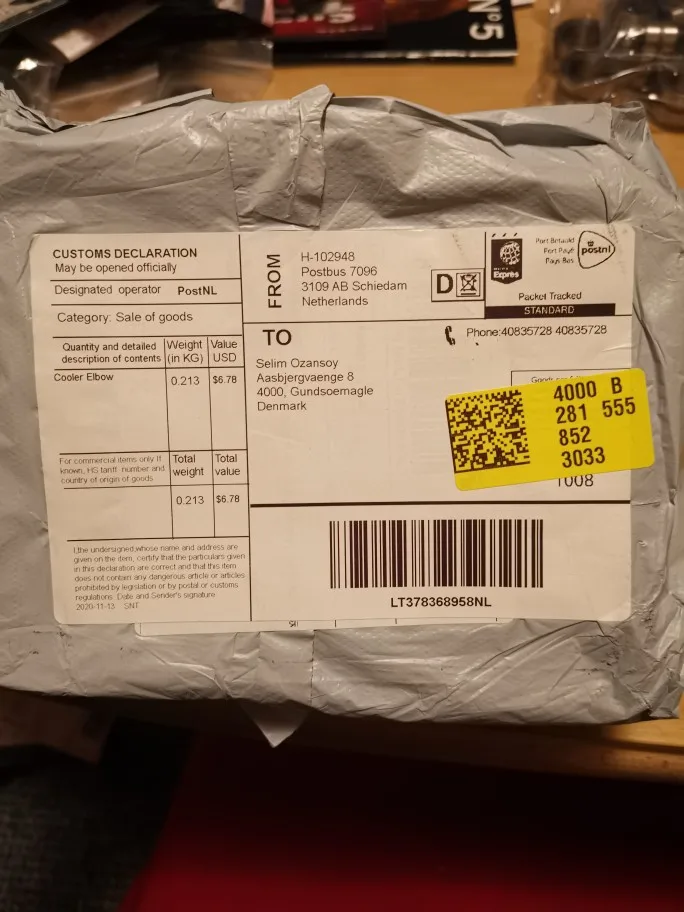 Nº5
CUSTOMS DECLARATION
May be opened officially
Designated operator PostNL
Category: Sale of goods
Quantity and detailed description of contents
Weight (in KG)
Value USD
Cooler Elbow
0.213
$6.78
For commercial items only If known, HS tariff number and country of origin of goods
Total weight
Total value
0.213
$6.78
I,the undersigned,whose name and address are
given on the item, certify that the particulars given
in this declaration are correct and that this item
does not contain any dangerous article or articles
prohibited by legislation or by postal or customs
regulations. Date and Sender's signature
2020-11-13 SNT
FROM
H-102948
Postbus 7096
3109 AB Schiedam
Netherlands
D
Exprès
Port Betaald
Port Payé
Pays-Bas
postnl
Packet Tracked
STANDARD
TO
Phone:40835728 40835728
Selim Ozansoy
Aasbjergvaenge 8
4000, Gundsoemagle
Denmark
4000 B
281 555
852
3033
1008
LT378368958NL